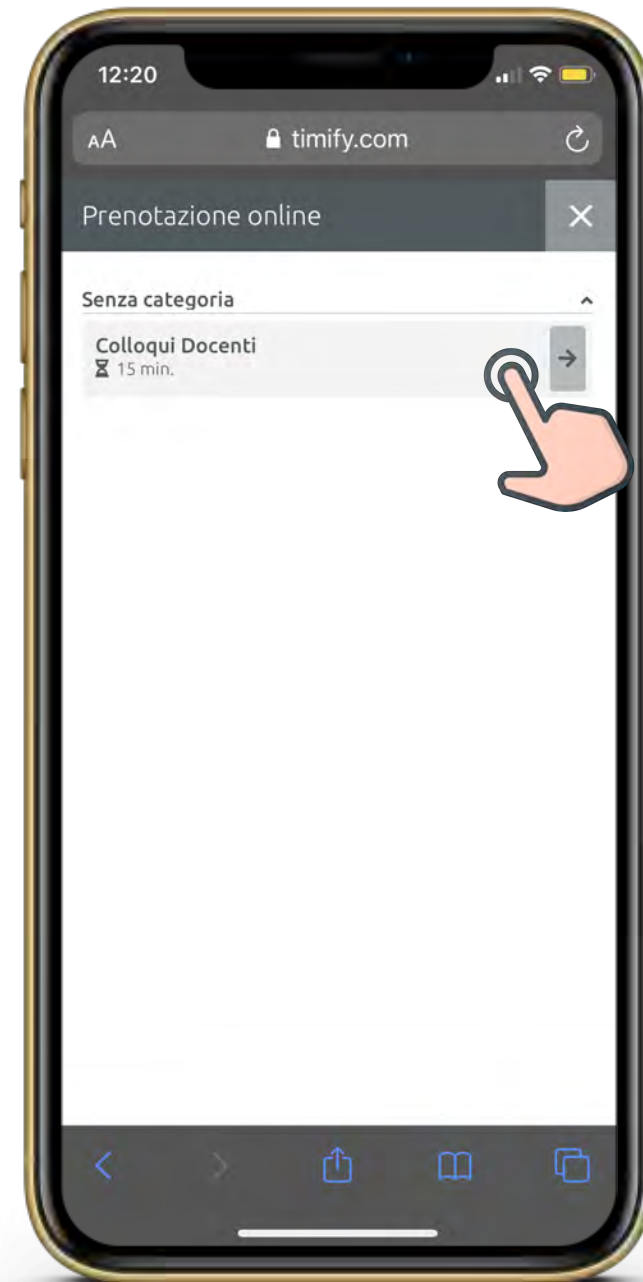 12:20
AA timify.com
Prenotazione online
Senza categoria
Colloqui Docenti
15 min.